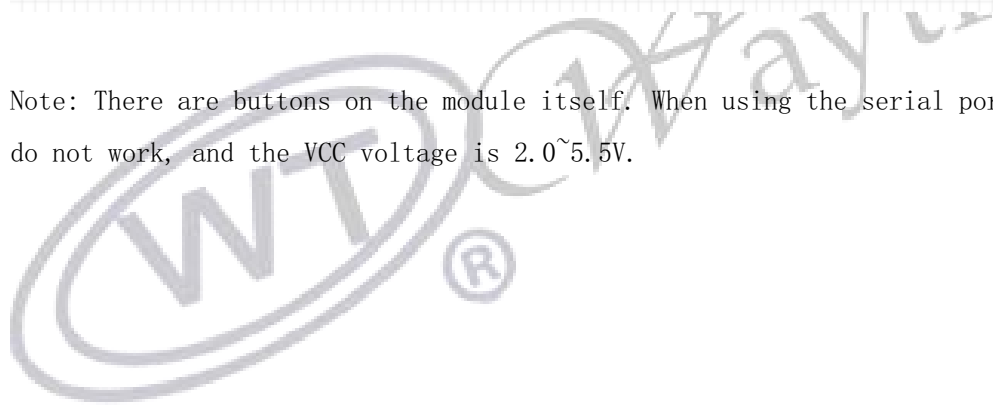 Note: There are buttons on the module itself. When using the serial por
do not work, and the VCC voltage is 2.0~5.5V.
WT
®